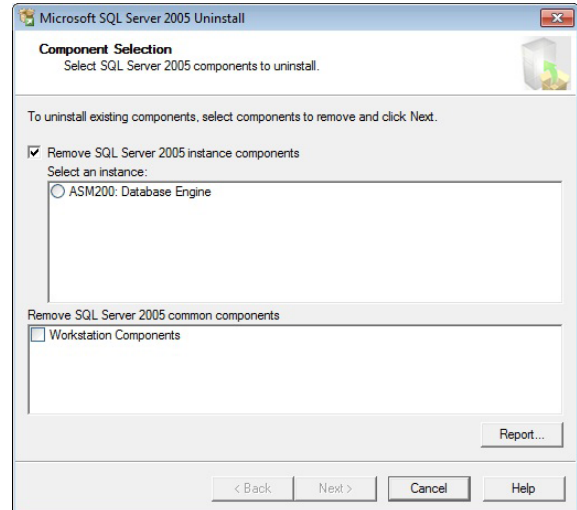 Microsoft SQL Server 2005 Uninstall
Component Selection
Select SQL Server 2005 components to uninstall.
To uninstall existing components, select components to remove and click Next.
Remove SQL Server 2005 instance components
Select an instance:
ASM200: Database Engine
Remove SQL Server 2005 common components
Workstation Components
Report...
< Back Next > Cancel Help